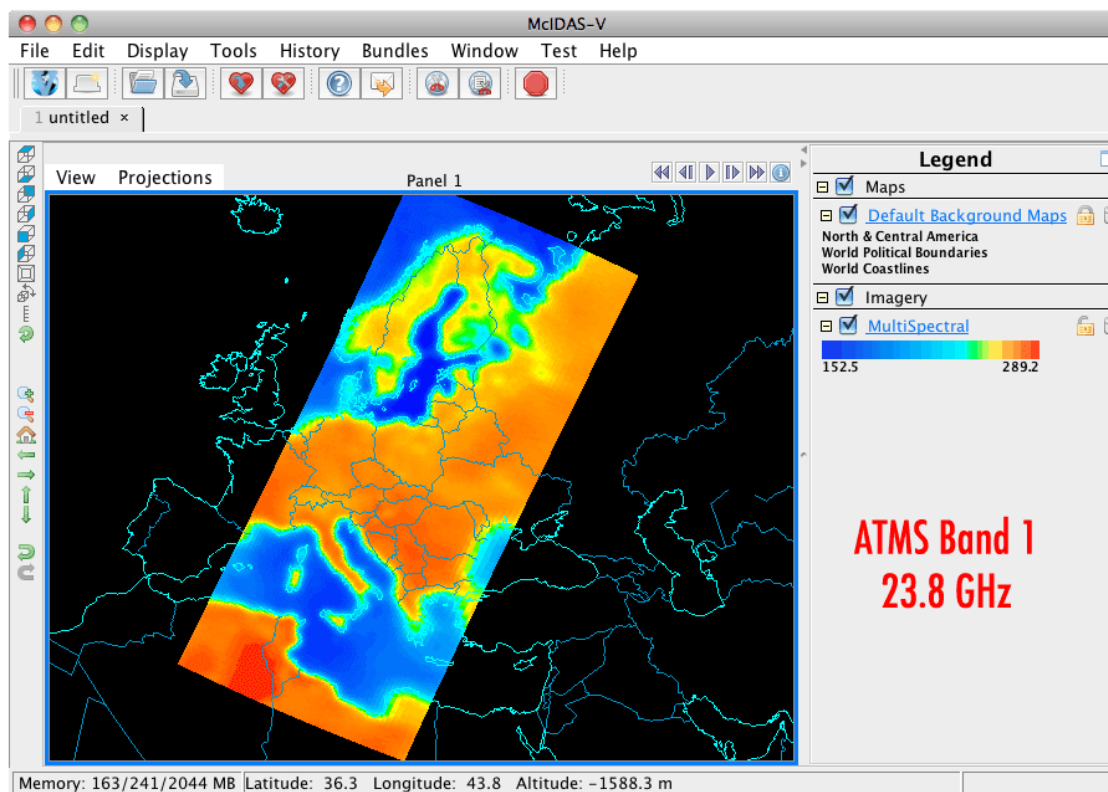 McIDAS-V
File Edit Display Tools History Bundles Window Test Help
1 untitled ×
View Projections
Panel 1
Legend
Maps
Default Background Maps
North & Central America
World Political Boundaries
World Coastlines
Imagery
MultiSpectral
152.5 289.2
ATMS Band 1
23.8 GHz
Memory: 163/241/2044 MB Latitude: 36.3 Longitude: 43.8 Altitude: -1588.3 m